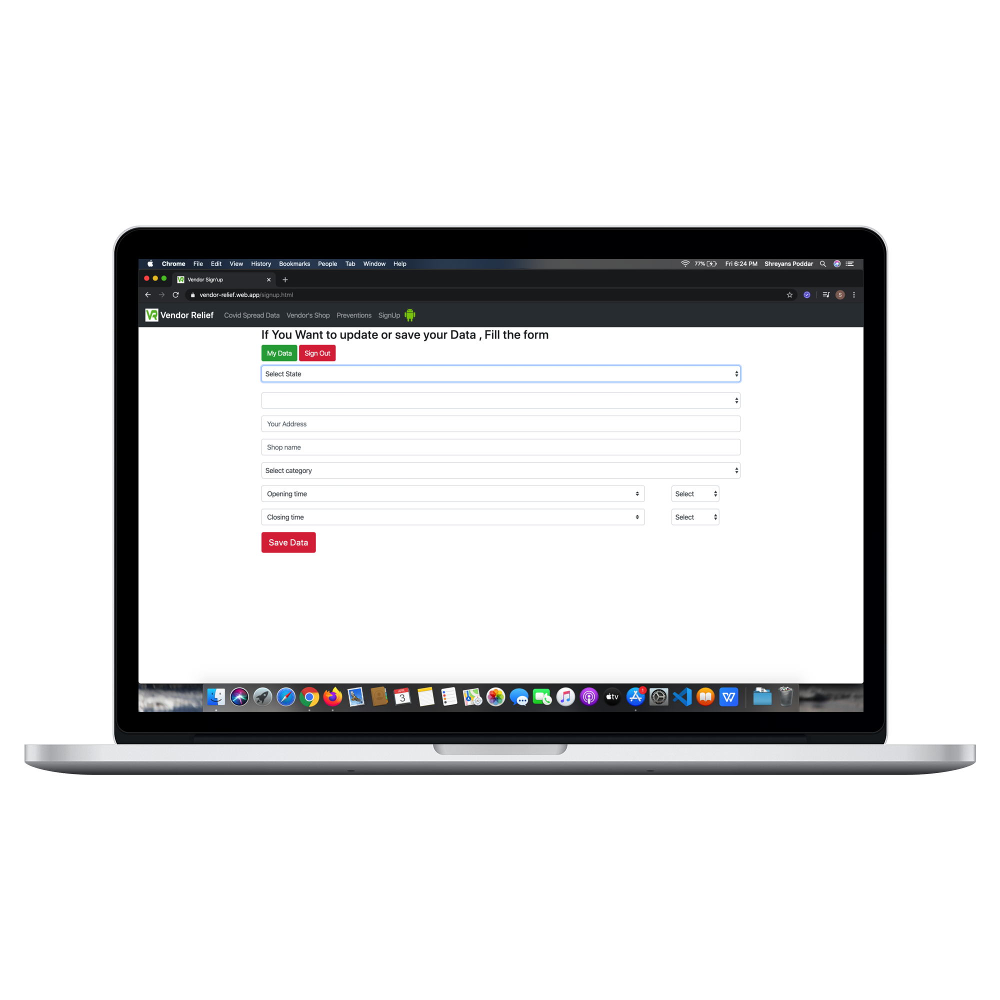 Chrome File Edit View History Bookmarks People Tab Window Help 77% Fri 6:24 PM Shreyans Poddar
VR Vendor Sign'up
vendor-relief.web.app/signup.html S
VR Vendor Relief Covid Spread Data Vendor's Shop Preventions SignUp
If You Want to update or save your Data , Fill the form
My Data Sign Out
Select State
Your Address
Shop name
Select category
Opening time Select
Closing time Select
Save Data
APR
3
tv
1
W